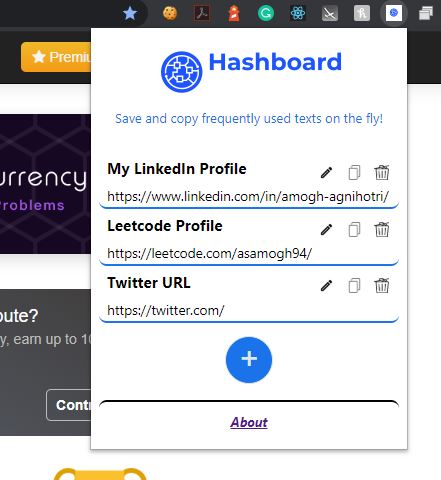 Premiu
Hashboard
Save and copy frequently used texts on the fly!
My LinkedIn Profile
https://www.linkedin.com/in/amogh-agnihotri/
urrency
roblems
Leetcode Profile
https://leetcode.com/asamogh94/
Twitter URL
https://twitter.com/
oute?
y, earn up to 10
+
Contr
About